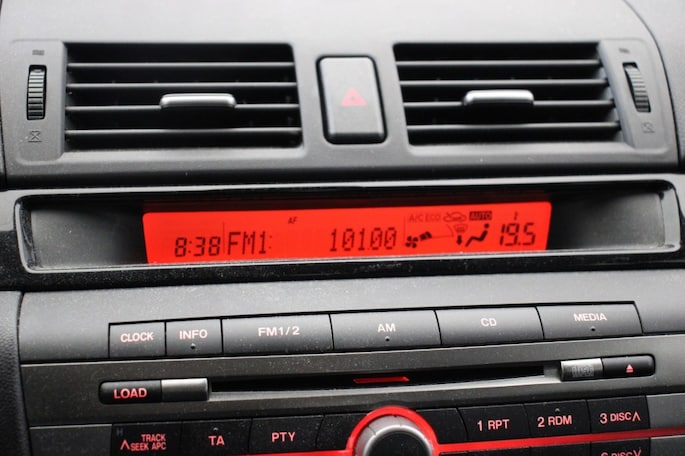 AF A/C ECO AUTO
8:38 FM1: 10100 19.5
CLOCK INFO FM1/2 AM CD MEDIA
LOAD
TRACK TA PTY 1 RPT 2 RDM 3 DISC ∧
∧ SEEK APC
DISC ∨